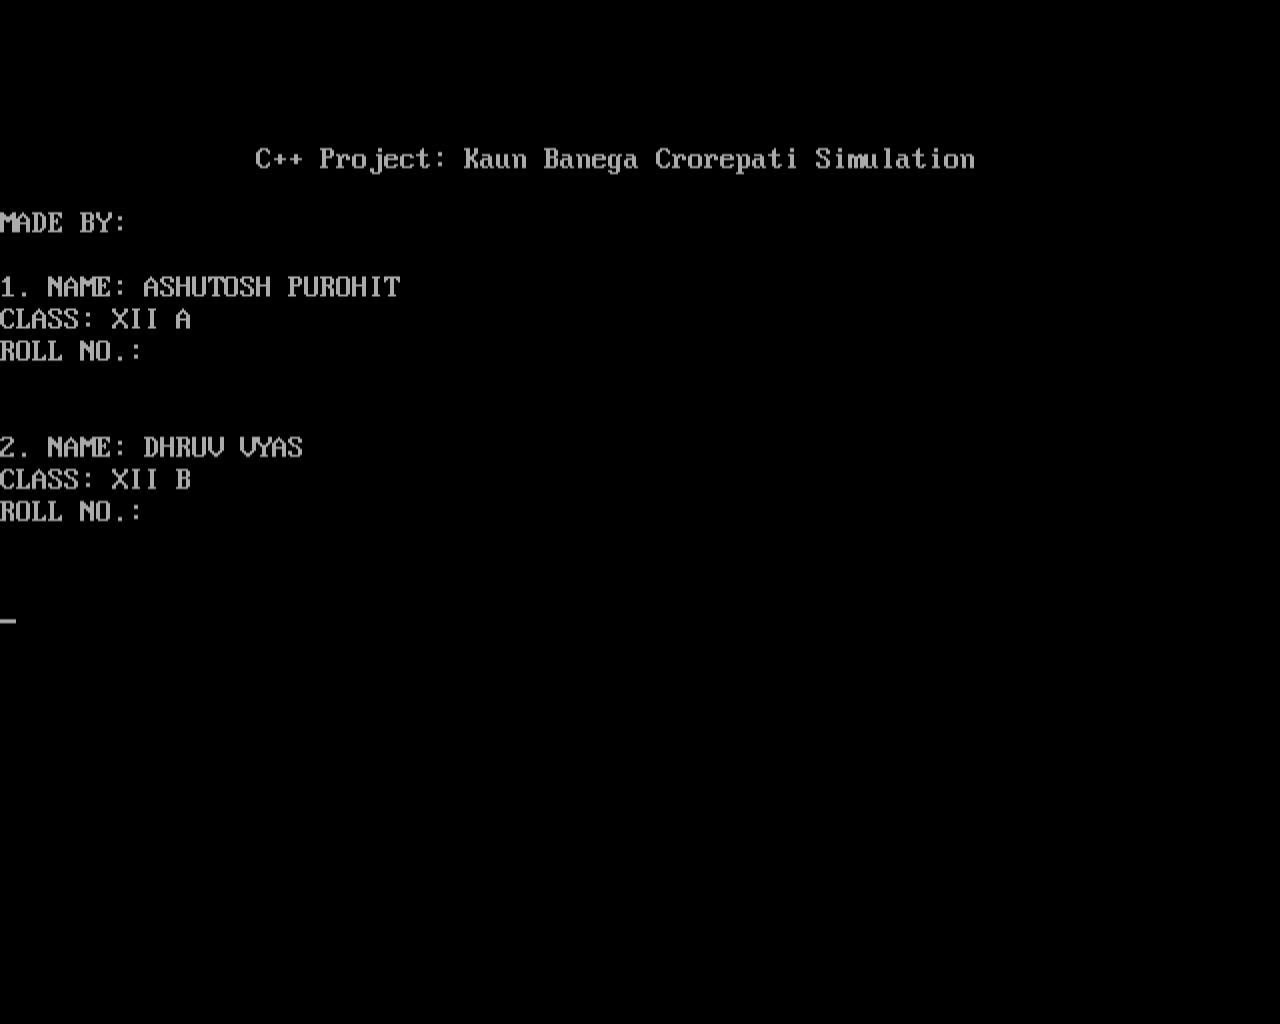 C++ Project: Kaun Banega Crorepati Simulation
MADE BY:
1. NAME: ASHUTOSH PUROHIT
CLASS: XII A
ROLL NO.:
2. NAME: DHRUV VYAS
CLASS: XII B
ROLL NO.: